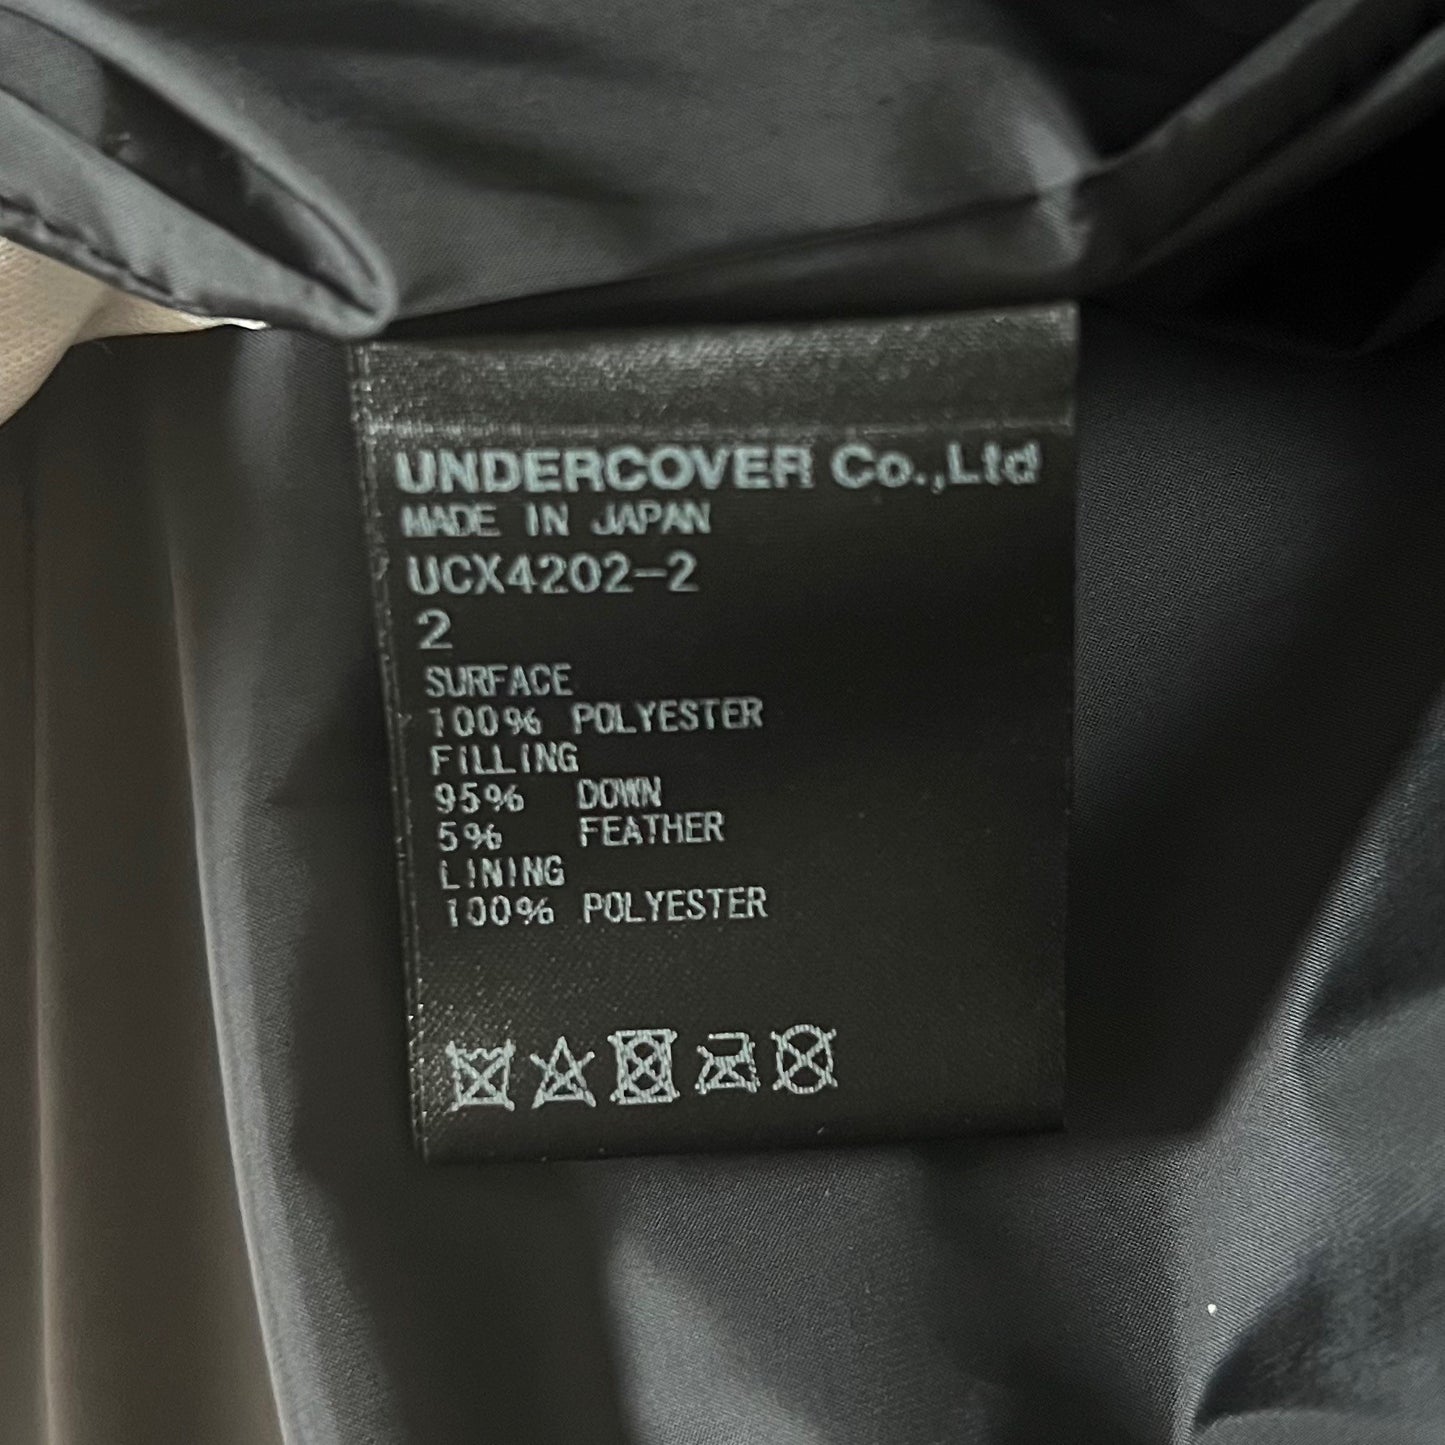 UNDERCOVER Co.,Ltd
MADE IN JAPAN
UCX4202-2
2
SURFACE
100% POLYESTER
FILLING
95% DOWN
5% FEATHER
LINING
100% POLYESTER